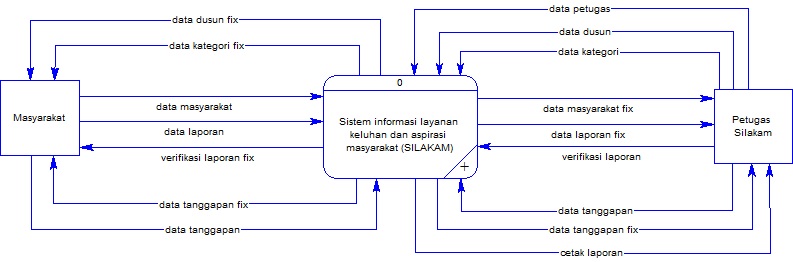 data petugas
data dusun fix
data dusun
data kategori fix
data kategori
0
Masyarakat
data masyarakat
data laporan
verifikasi laporan fix
Sistem informasi layanan
keluhan dan aspirasi
masyarakat (SILAKAM)
+
data masyarakat fix
data laporan fix
verifikasi laporan
Petugas
Silakam
data tanggapan fix
data tanggapan
data tanggapan
data tanggapan fix
cetak laporan